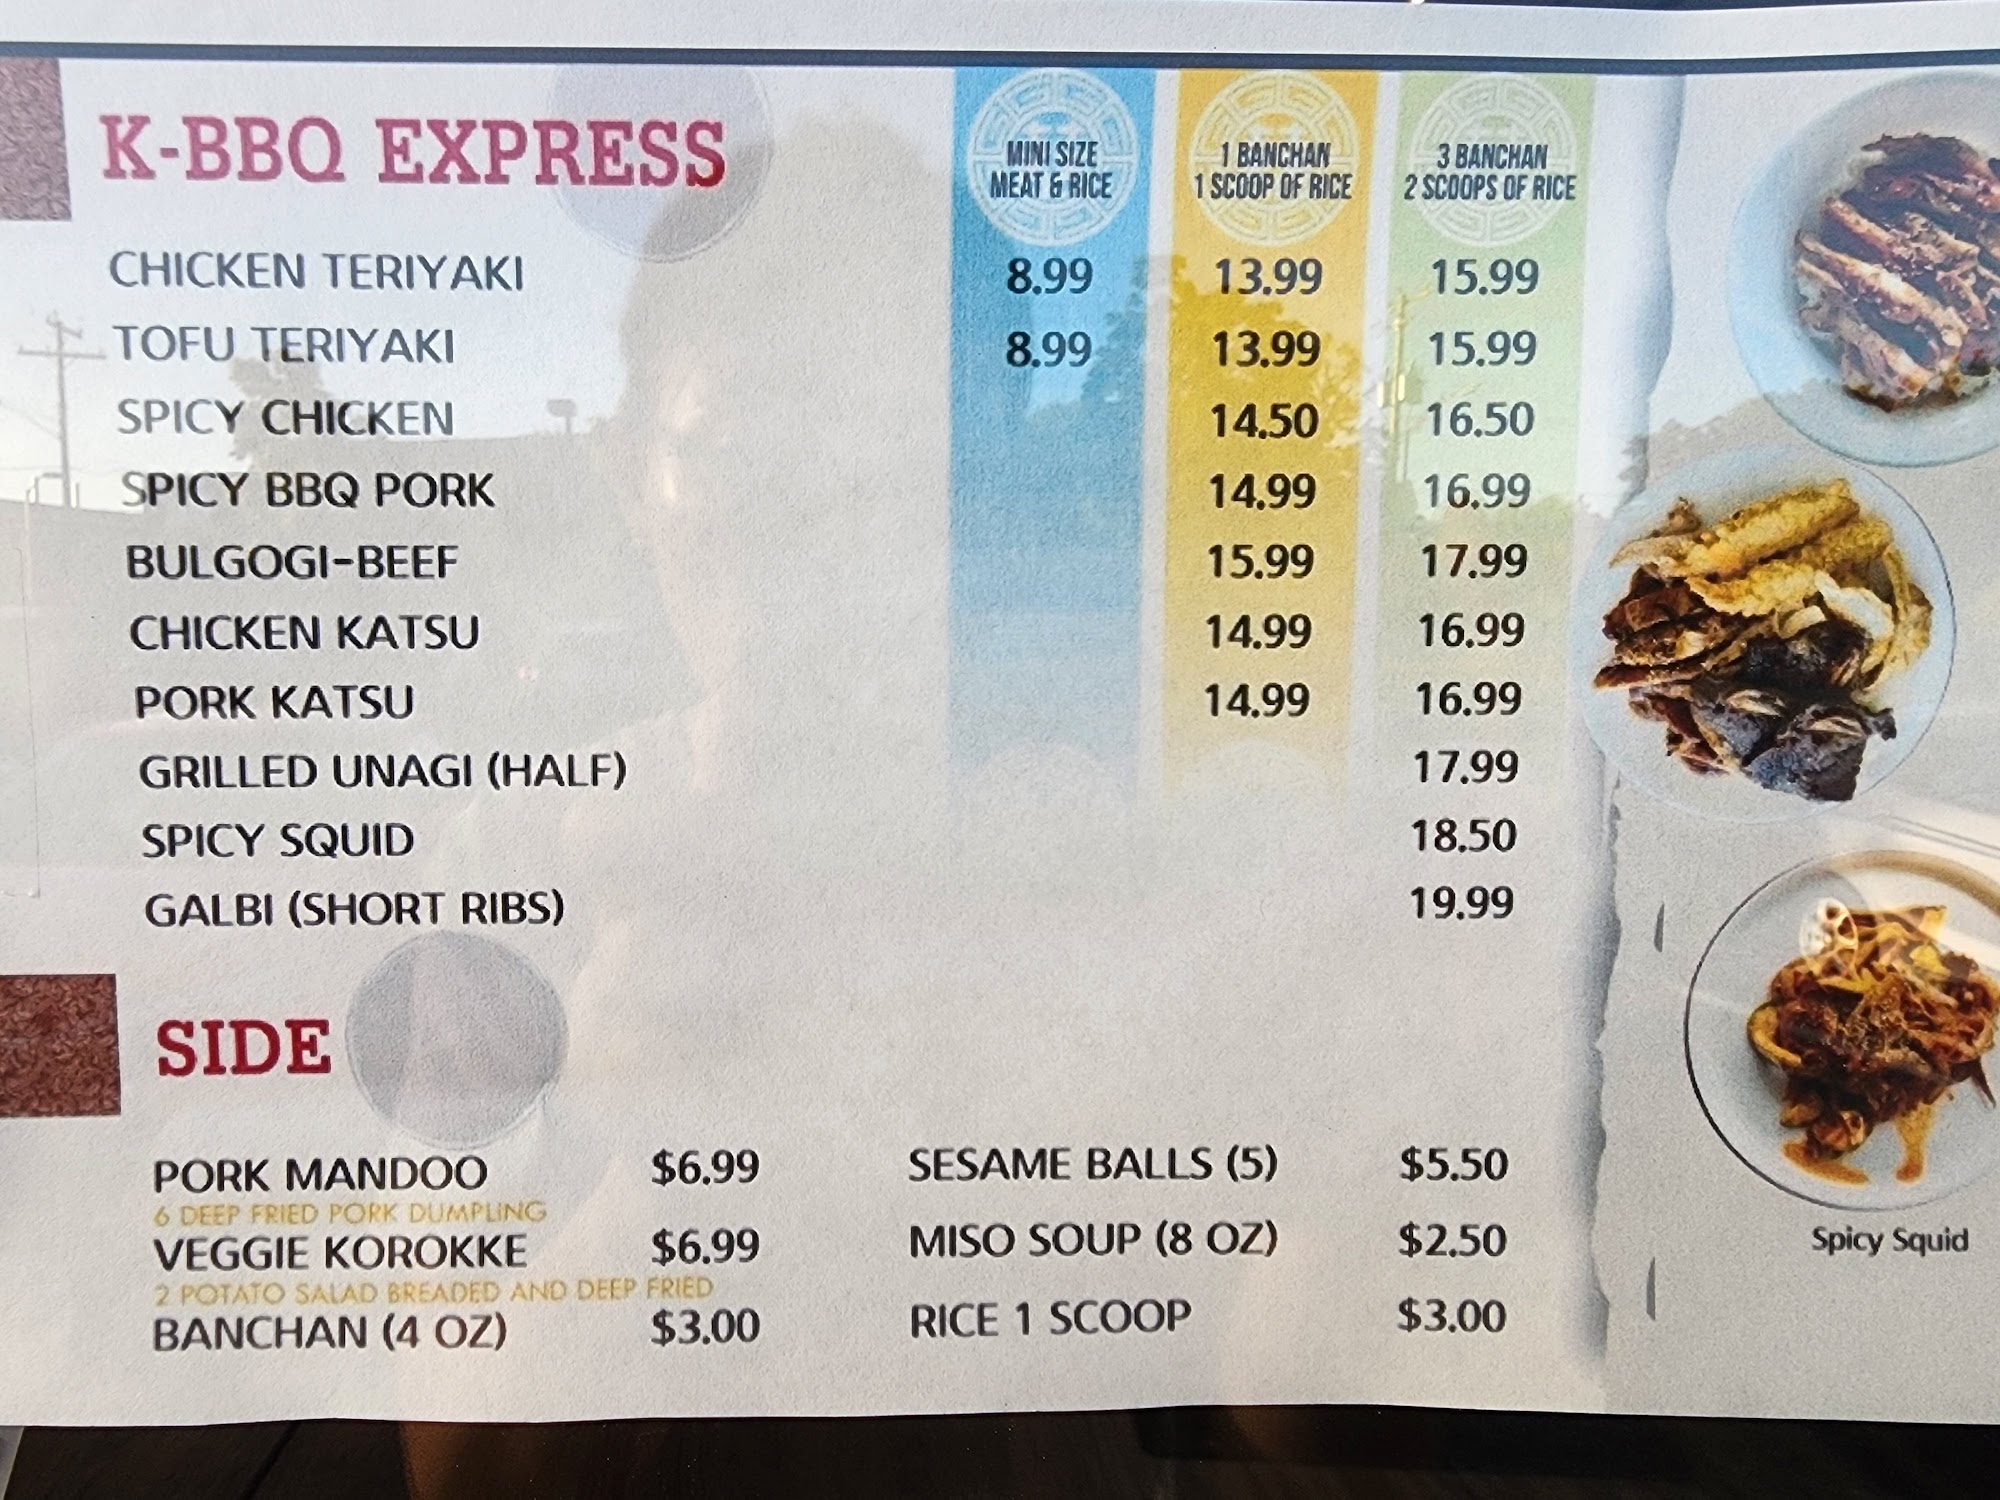 K-BBQ EXPRESS
MINI SIZE
MEAT & RICE
1 BANCHAN
1 SCOOP OF RICE
3 BANCHAN
2 SCOOPS OF RICE
CHICKEN TERIYAKI 8.99 13.99 15.99
TOFU TERIYAKI 8.99 13.99 15.99
SPICY CHICKEN 14.50 16.50
SPICY BBQ PORK 14.99 16.99
BULGOGI-BEEF 15.99 17.99
CHICKEN KATSU 14.99 16.99
PORK KATSU 14.99 16.99
GRILLED UNAGI (HALF) 17.99
SPICY SQUID 18.50
GALBI (SHORT RIBS) 19.99
SIDE
PORK MANDOO $6.99
6 DEEP FRIED PORK DUMPLING
VEGGIE KOROKKE $6.99
2 POTATO SALAD BREADED AND DEEP FRIED
BANCHAN (4 OZ) $3.00
SESAME BALLS (5) $5.50
MISO SOUP (8 OZ) $2.50
RICE 1 SCOOP $3.00
Spicy Squid